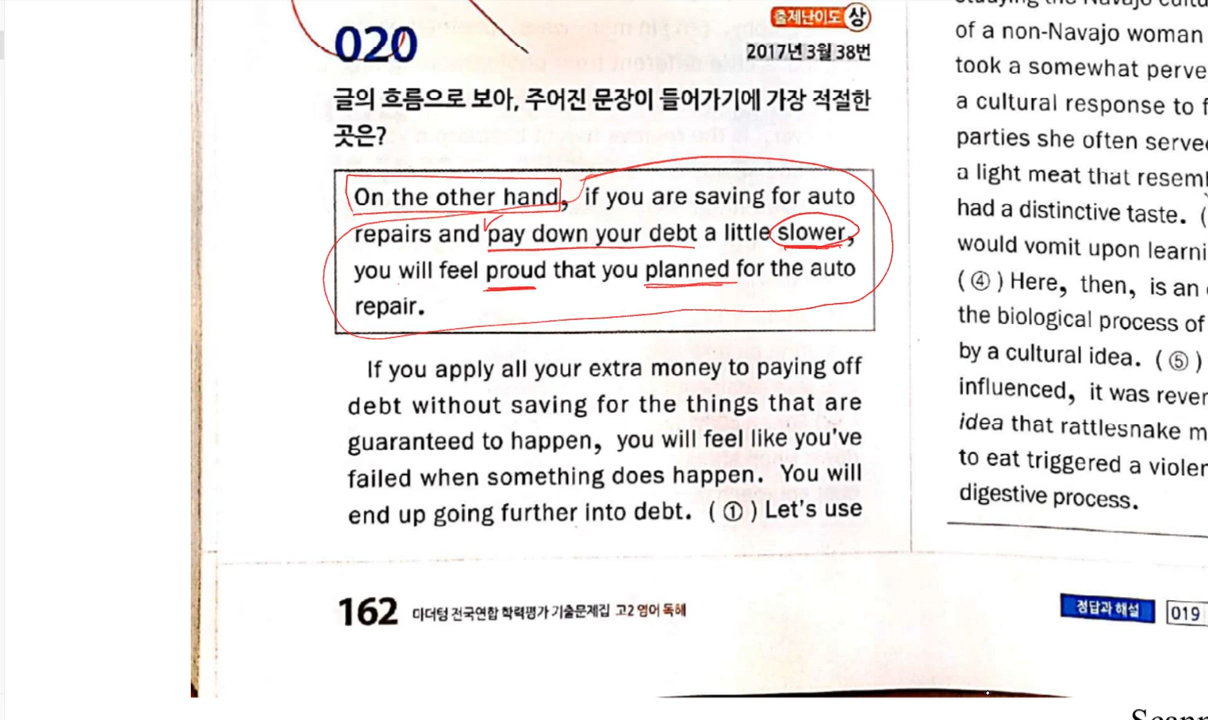 출제난이도 상
020
2017년 3월 38번
글의 흐름으로 보아, 주어진 문장이 들어가기에 가장 적절한
곳은?
On the other hand, if you are saving for auto
repairs and pay down your debt a little slower,
you will feel proud that you planned for the auto
repair.
If you apply all your extra money to paying off
debt without saving for the things that are
guaranteed to happen, you will feel like you've
failed when something does happen. You will
end up going further into debt. ( ① ) Let's use
162 마더텅 전국연합 학력평가 기출문제집 고2 영어 독해
of a non-Navajo woman
took a somewhat perve
a cultural response to f
parties she often serve
a light meat that resem
had a distinctive taste. (
would vomit upon learni
( ④ ) Here, then, is an
the biological process of
by a cultural idea. ( ⑤ )
influenced, it was rever
idea that rattlesnake m
to eat triggered a violen
digestive process.
정답과 해설 019